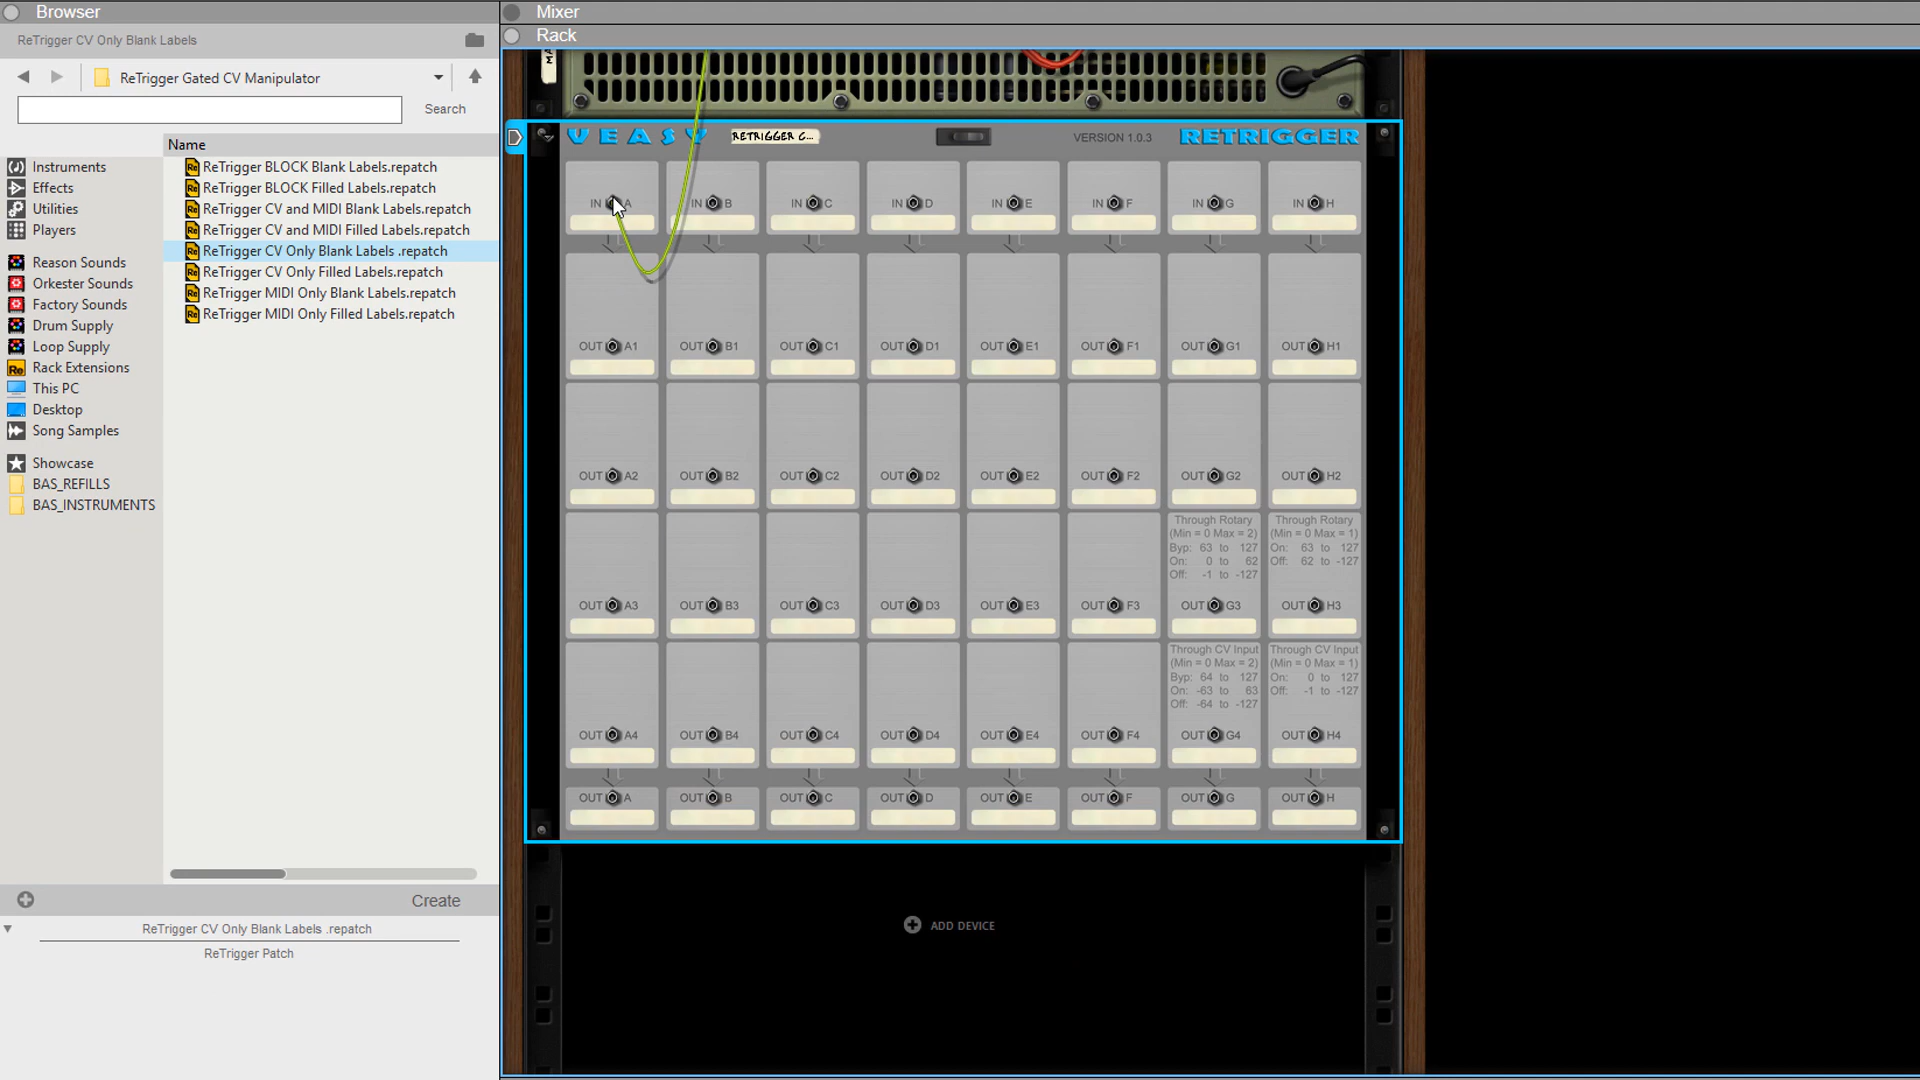 Browser
Mixer
ReTrigger CV Only Blank Labels
Rack
ReTrigger Gated CV Manipulator
Search
Name
Instruments
Effects
Utilities
Players
Reason Sounds
Orkester Sounds
Factory Sounds
Drum Supply
Loop Supply
Rack Extensions
This PC
Desktop
Song Samples
Showcase
BAS_REFILLS
BAS_INSTRUMENTS
ReTrigger BLOCK Blank Labels.repatch
ReTrigger BLOCK Filled Labels.repatch
ReTrigger CV and MIDI Blank Labels.repatch
ReTrigger CV and MIDI Filled Labels.repatch
ReTrigger CV Only Blank Labels .repatch
ReTrigger CV Only Filled Labels.repatch
ReTrigger MIDI Only Blank Labels.repatch
ReTrigger MIDI Only Filled Labels.repatch
Create
ReTrigger CV Only Blank Labels .repatch
ReTrigger Patch
VEASY RETRIGGER C... VERSION 1.0.3 RETRIGGER
IN A IN B IN C IN D IN E IN F IN G IN H
OUT A1 OUT B1 OUT C1 OUT D1 OUT E1 OUT F1 OUT G1 OUT H1
OUT A2 OUT B2 OUT C2 OUT D2 OUT E2 OUT F2 OUT G2 OUT H2
Through Rotary Through Rotary
(Min = 0 Max = 2) (Min = 0 Max = 1)
Byp: 63 to 127 On: 63 to 127
On: 0 to 62 Off: 62 to -127
Off: -1 to -127
OUT A3 OUT B3 OUT C3 OUT D3 OUT E3 OUT F3 OUT G3 OUT H3
Through CV Input Through CV Input
(Min = 0 Max = 2) (Min = 0 Max = 1)
Byp: 64 to 127 On: 0 to 127
On: -63 to 63 Off: -1 to -127
Off: -64 to -127
OUT A4 OUT B4 OUT C4 OUT D4 OUT E4 OUT F4 OUT G4 OUT H4
OUT A OUT B OUT C OUT D OUT E OUT F OUT G OUT H
ADD DEVICE